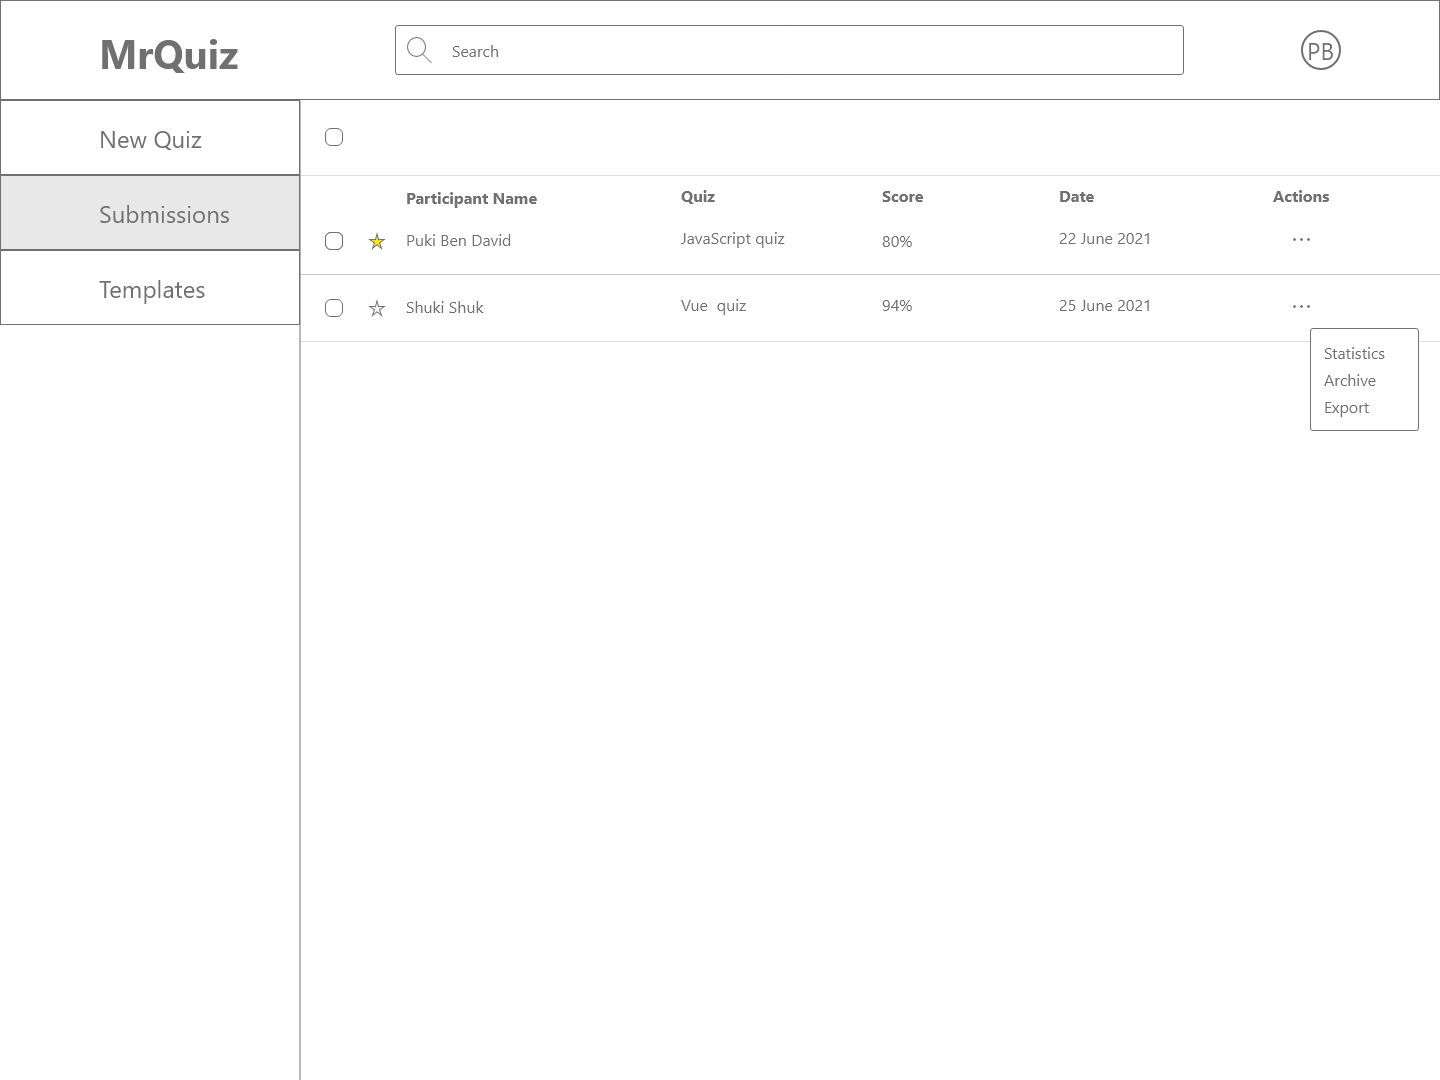 MrQuiz
Search
PB
New Quiz
Submissions
Templates
Participant Name Quiz Score Date Actions
Puki Ben David JavaScript quiz 80% 22 June 2021 ...
Shuki Shuk Vue  quiz 94% 25 June 2021 ...
Statistics
Archive
Export